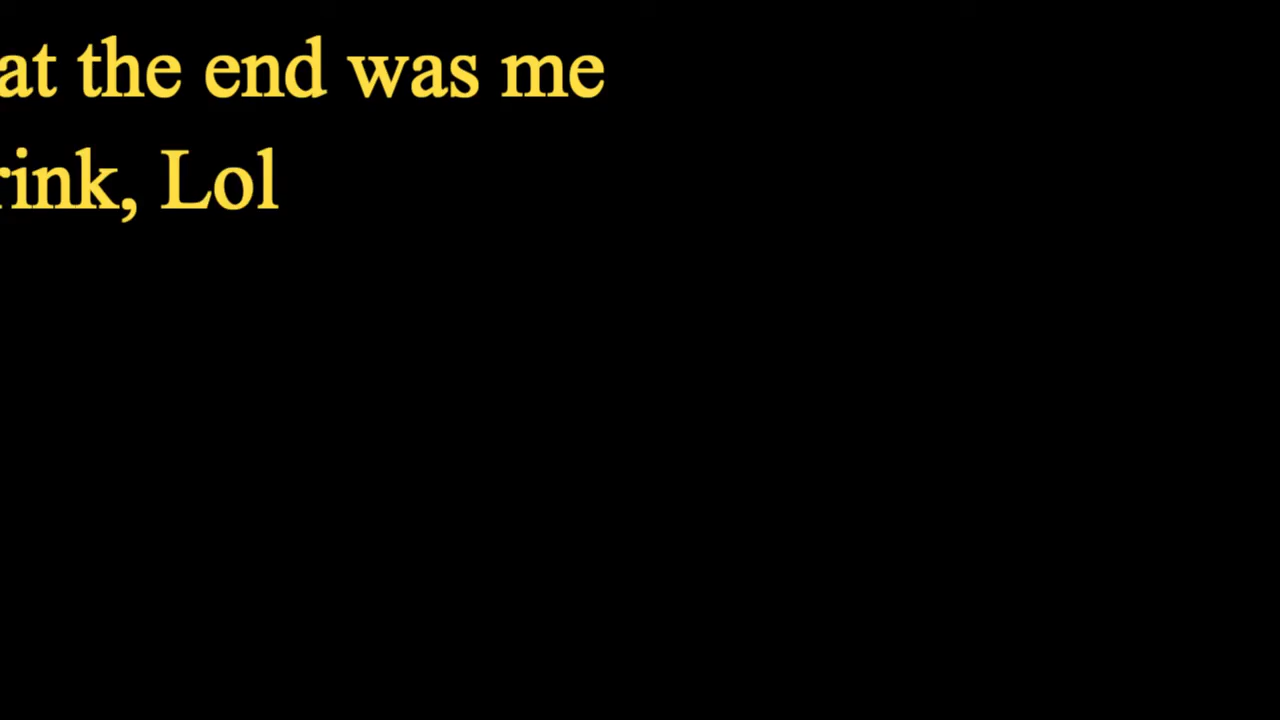 at the end was me
rink, Lol